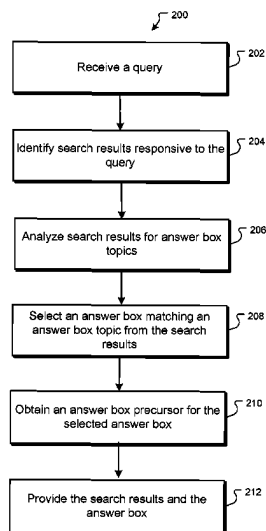 200
Receive a query
202
Identify search results responsive to the
query
204
Analyze search results for answer box
topics
206
Select an answer box matching an
answer box topic from the search
results
208
Obtain an answer box precursor for the
selected answer box
210
Provide the search results and the
answer box
212